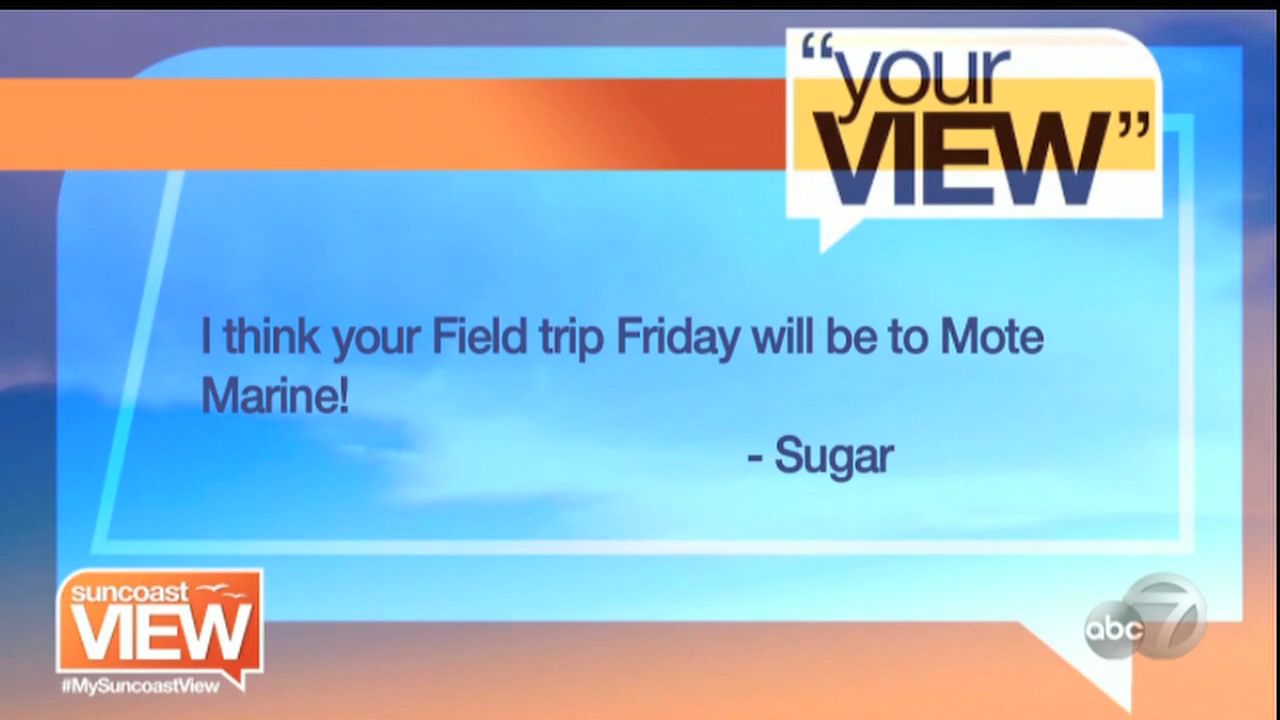 “your
VIEW”
I think your Field trip Friday will be to Mote
Marine!
- Sugar
suncoast
VIEW
#MySuncoastView
abc 7